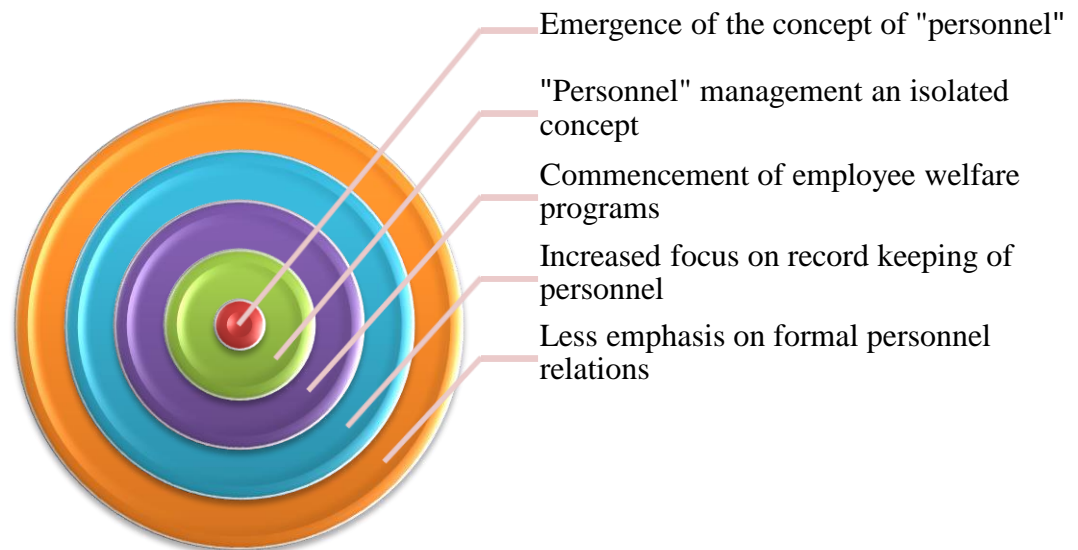 Emergence of the concept of "personnel"
"Personnel" management an isolated
concept
Commencement of employee welfare
programs
Increased focus on record keeping of
personnel
Less emphasis on formal personnel
relations